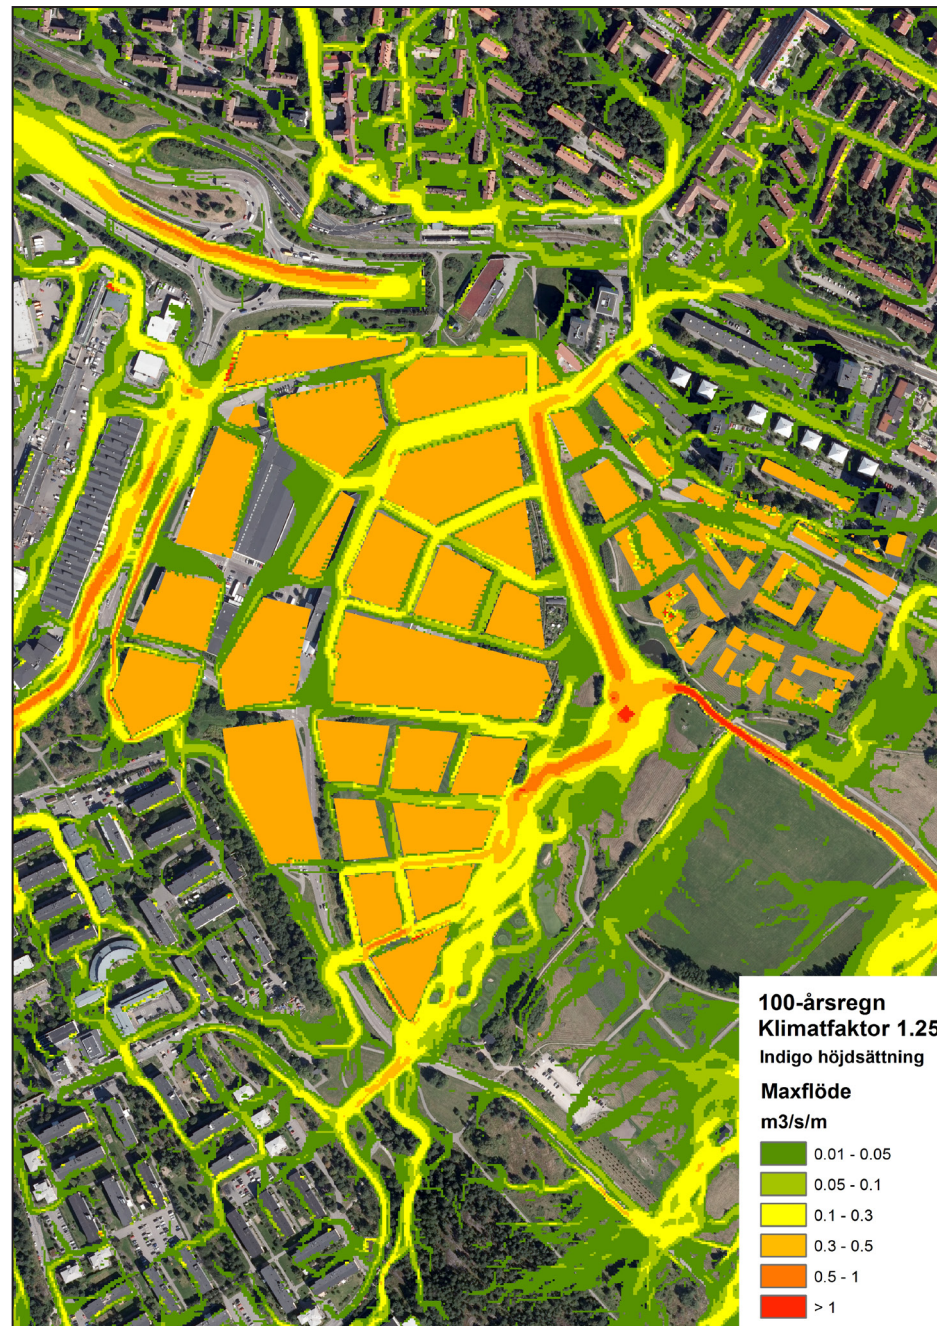 100-årsregn
Klimatfaktor 1.25
Indigo höjdsättning
Maxflöde
m3/s/m
0.01 - 0.05
0.05 - 0.1
0.1 - 0.3
0.3 - 0.5
0.5 - 1
> 1